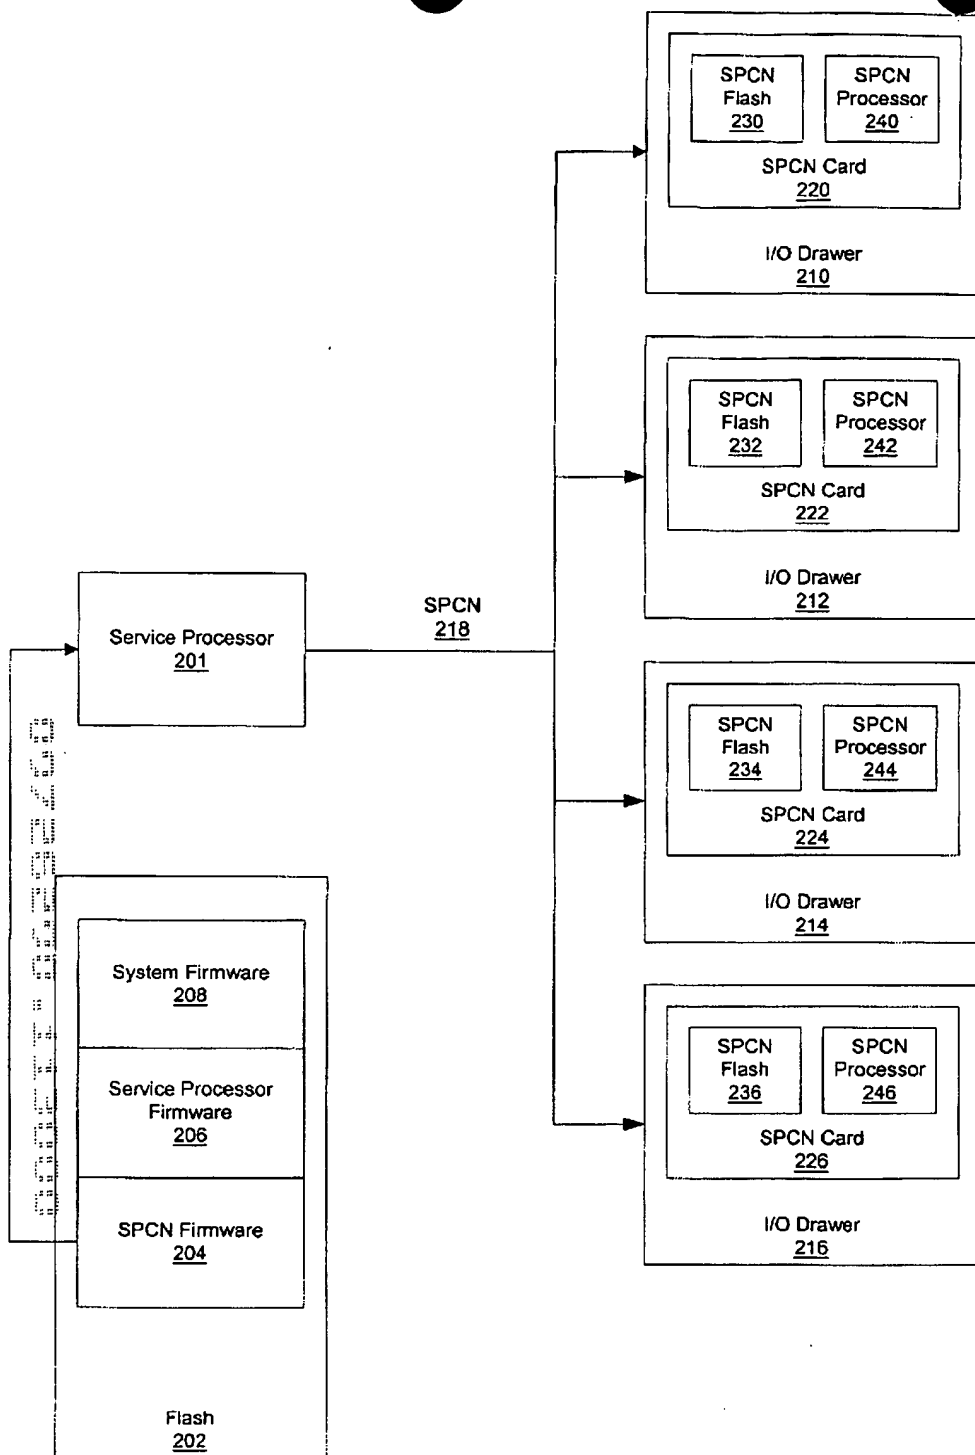 SPCN
Flash
230
SPCN
Processor
240
SPCN Card
220
I/O Drawer
210
SPCN
Flash
232
SPCN
Processor
242
SPCN Card
222
I/O Drawer
212
Service Processor
201
SPCN
218
SPCN
Flash
234
SPCN
Processor
244
SPCN Card
224
I/O Drawer
214
System Firmware
208
Service Processor
Firmware
206
SPCN Firmware
204
Flash
202
SPCN
Flash
236
SPCN
Processor
246
SPCN Card
226
I/O Drawer
216